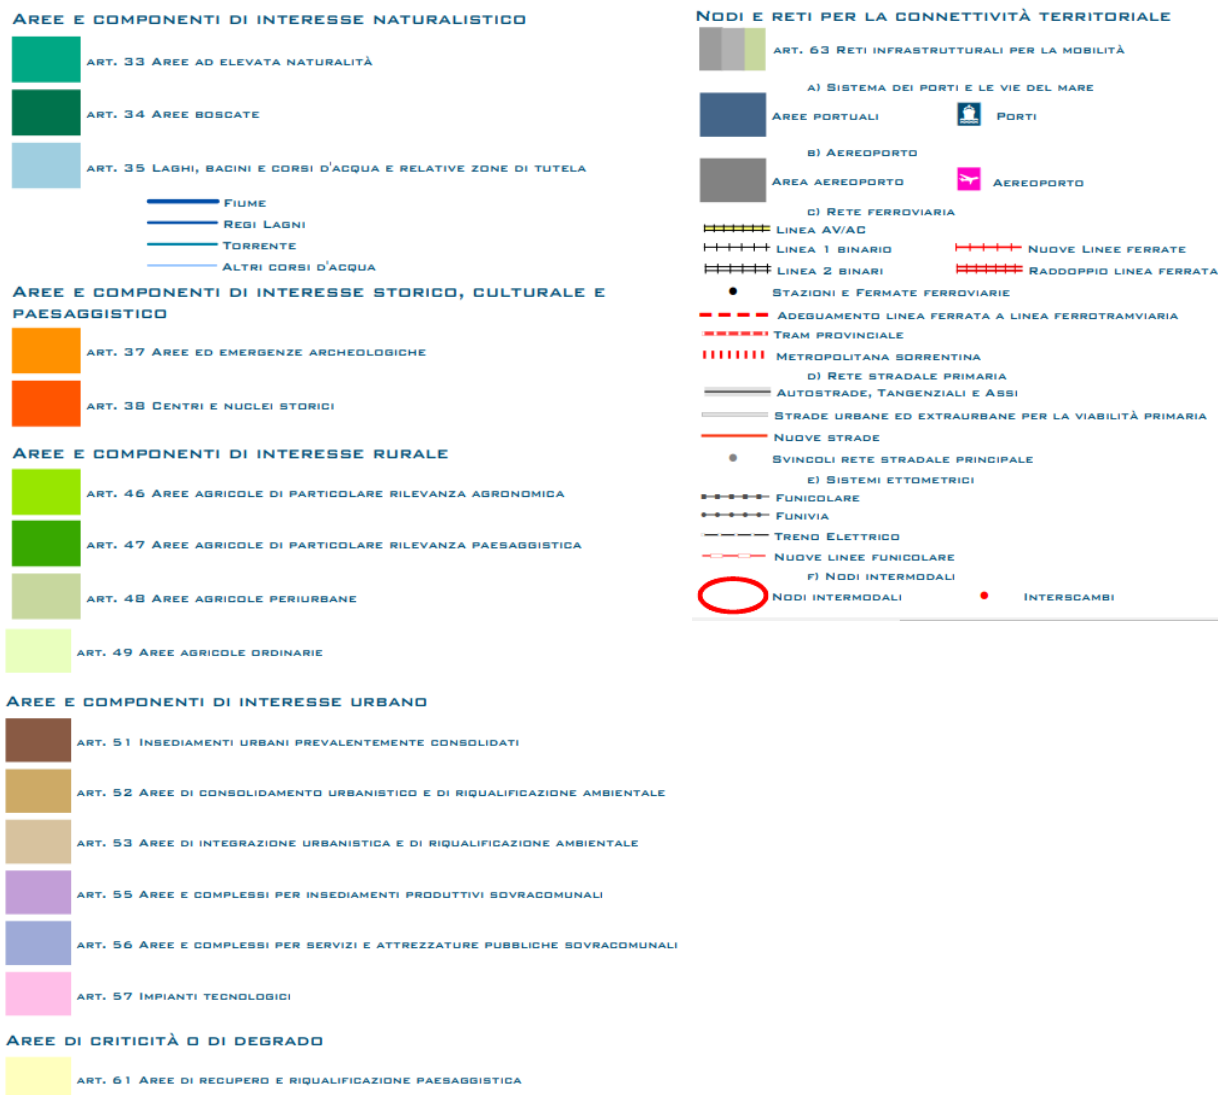 Aree e componenti di interesse naturalistico
art. 33 Aree ad elevata naturalità
art. 34 Aree boscate
art. 35 Laghi, bacini e corsi d'acqua e relative zone di tutela
Fiume
Regi Lagni
Torrente
Altri corsi d'acqua
Aree e componenti di interesse storico, culturale e
paesaggistico
art. 37 Aree ed emergenze archeologiche
art. 38 Centri e nuclei storici
Aree e componenti di interesse rurale
art. 46 Aree agricole di particolare rilevanza agronomica
art. 47 Aree agricole di particolare rilevanza paesaggistica
art. 48 Aree agricole periurbane
art. 49 Aree agricole ordinarie
Aree e componenti di interesse urbano
art. 51 Insediamenti urbani prevalentemente consolidati
art. 52 Aree di consolidamento urbanistico e di riqualificazione ambientale
art. 53 Aree di integrazione urbanistica e di riqualificazione ambientale
art. 55 Aree e complessi per insediamenti produttivi sovracomunali
art. 56 Aree e complessi per servizi e attrezzature pubbliche sovracomunali
art. 57 Impianti tecnologici
Aree di criticità o di degrado
art. 61 Aree di recupero e riqualificazione paesaggistica
Nodi e reti per la connettività territoriale
art. 63 Reti infrastrutturali per la mobilità
a) Sistema dei porti e le vie del mare
Aree portuali
Porti
b) Aereoporto
Area aereoporto
Aereoporto
c) Rete ferroviaria
Linea AV/AC
Linea 1 binario
Nuove Linee ferrate
Linea 2 binari
Raddoppio linea ferrata
Stazioni e Fermate ferroviarie
Adeguamento linea ferrata a linea ferrotramviaria
Tram provinciale
Metropolitana sorrentina
d) Rete stradale primaria
Autostrade, Tangenziali e Assi
Strade urbane ed extraurbane per la viabilità primaria
Nuove strade
Svincoli rete stradale principale
e) Sistemi ettometrici
Funicolare
Funivia
Treno Elettrico
Nuove linee funicolare
f) Nodi intermodali
Nodi intermodali
Interscambi